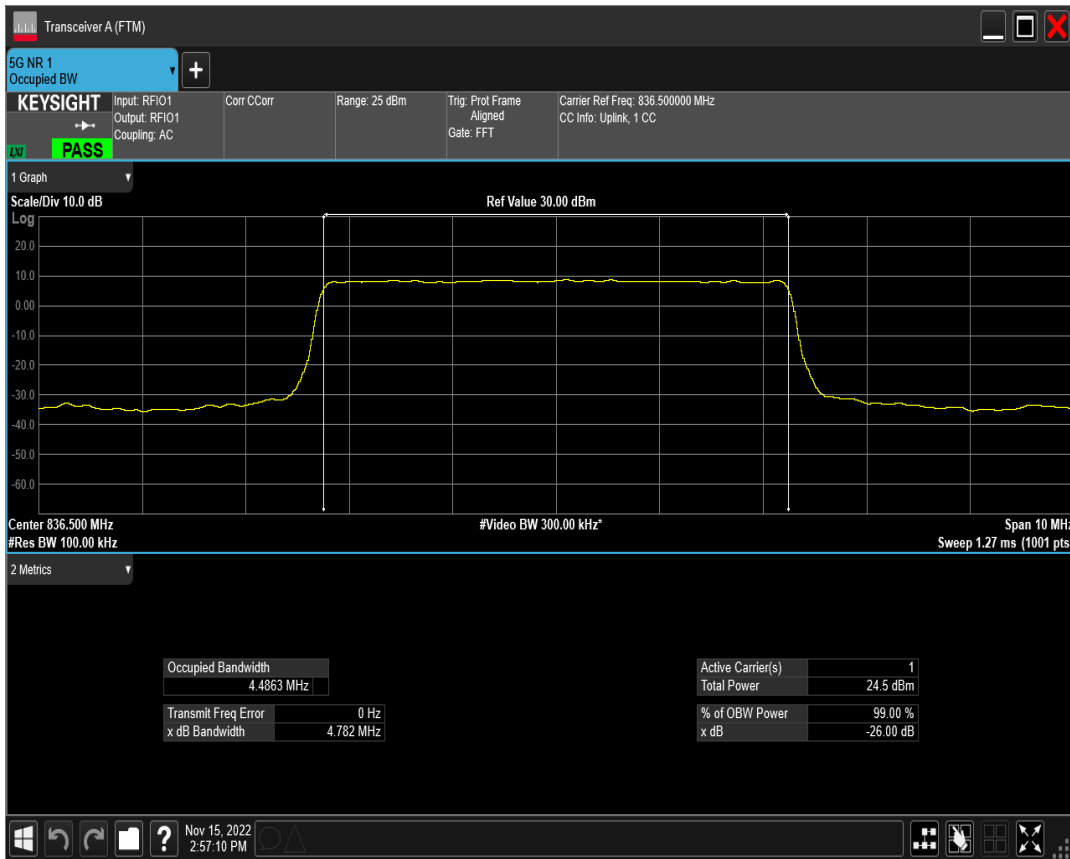 Transceiver A (FTM)
5G NR 1
Occupied BW
+
KEYSIGHT
LXI
PASS
Input: RFIO1
Output: RFIO1
Coupling: AC
Corr CCorr
Range: 25 dBm
Trig: Prot Frame
Aligned
Gate: FFT
Carrier Ref Freq: 836.500000 MHz
CC Info: Uplink, 1 CC
1 Graph
Scale/Div 10.0 dB
Ref Value 30.00 dBm
Log
20.0
10.0
0.00
-10.0
-20.0
-30.0
-40.0
-50.0
-60.0
Center 836.500 MHz
#Video BW 300.00 kHz*
Span 10 MHz
#Res BW 100.00 kHz
Sweep 1.27 ms (1001 pts
2 Metrics
Occupied Bandwidth
4.4863 MHz
Transmit Freq Error 0 Hz
x dB Bandwidth 4.782 MHz
Active Carrier(s) 1
Total Power 24.5 dBm
% of OBW Power 99.00 %
x dB -26.00 dB
?
Nov 15, 2022
2:57:10 PM